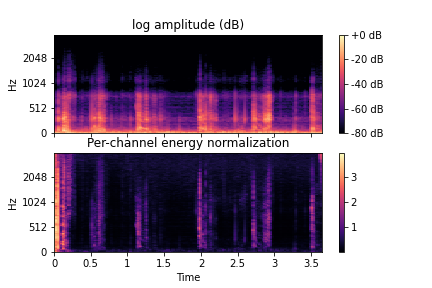 log amplitude (dB)
Hz
2048
1024
512
0
+0 dB
-20 dB
-40 dB
-60 dB
-80 dB
Per-channel energy normalization
Hz
2048
1024
512
0
3
2
1
0 0.5 1 1.5 2 2.5 3 3.5
Time